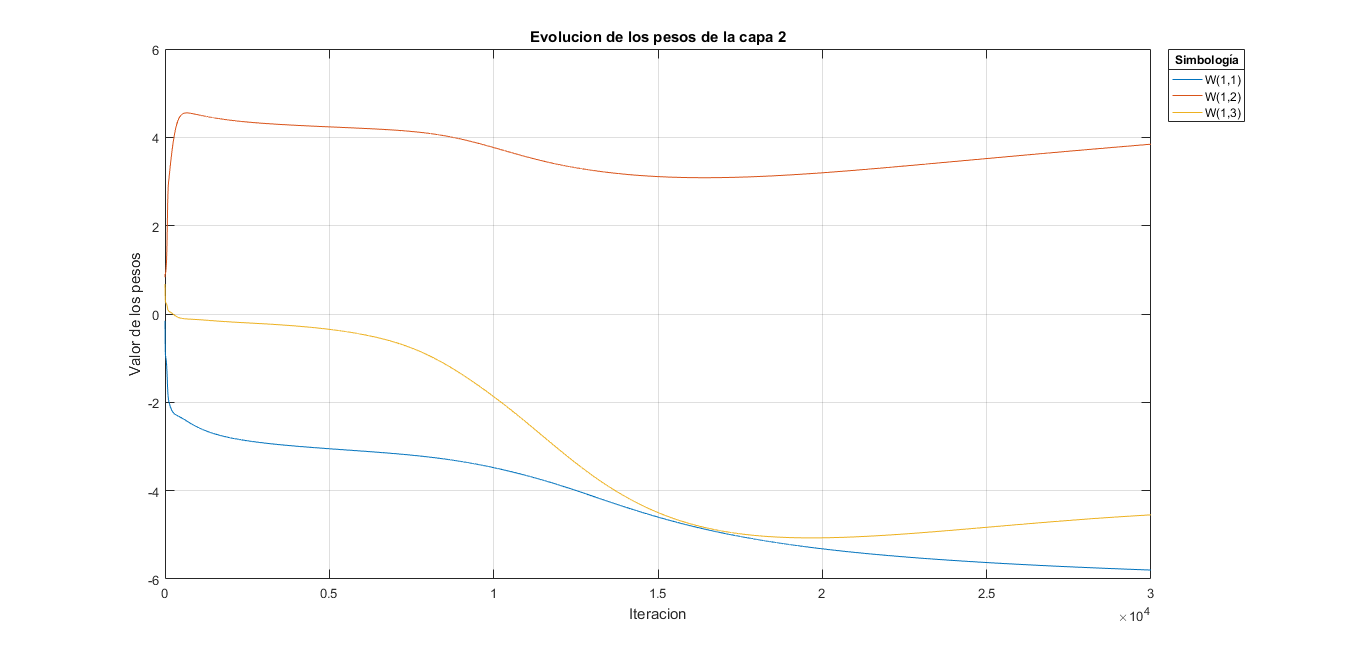 Evolucion de los pesos de la capa 2
Simbología
W(1,1)
W(1,2)
W(1,3)
Valor de los pesos
6
4
2
0
-2
-4
-6
0
0.5
1
1.5
2
2.5
3
Iteracion
×10⁴